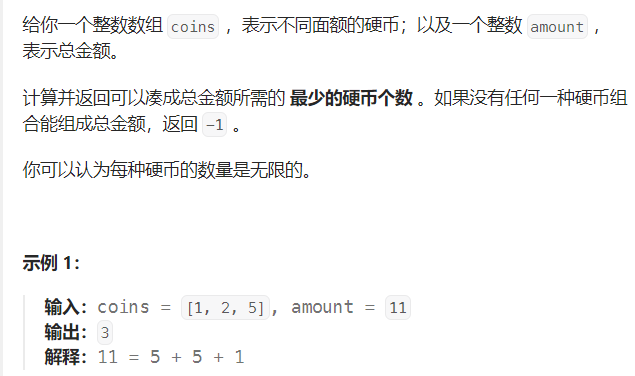 给你一个整数数组 coins ，表示不同面额的硬币；以及一个整数 amount ，
表示总金额。
计算并返回可以凑成总金额所需的 最少的硬币个数 。如果没有任何一种硬币组
合能组成总金额，返回 -1 。
你可以认为每种硬币的数量是无限的。
示例 1：
输入：coins = [1, 2, 5], amount = 11
输出：3
解释：11 = 5 + 5 + 1